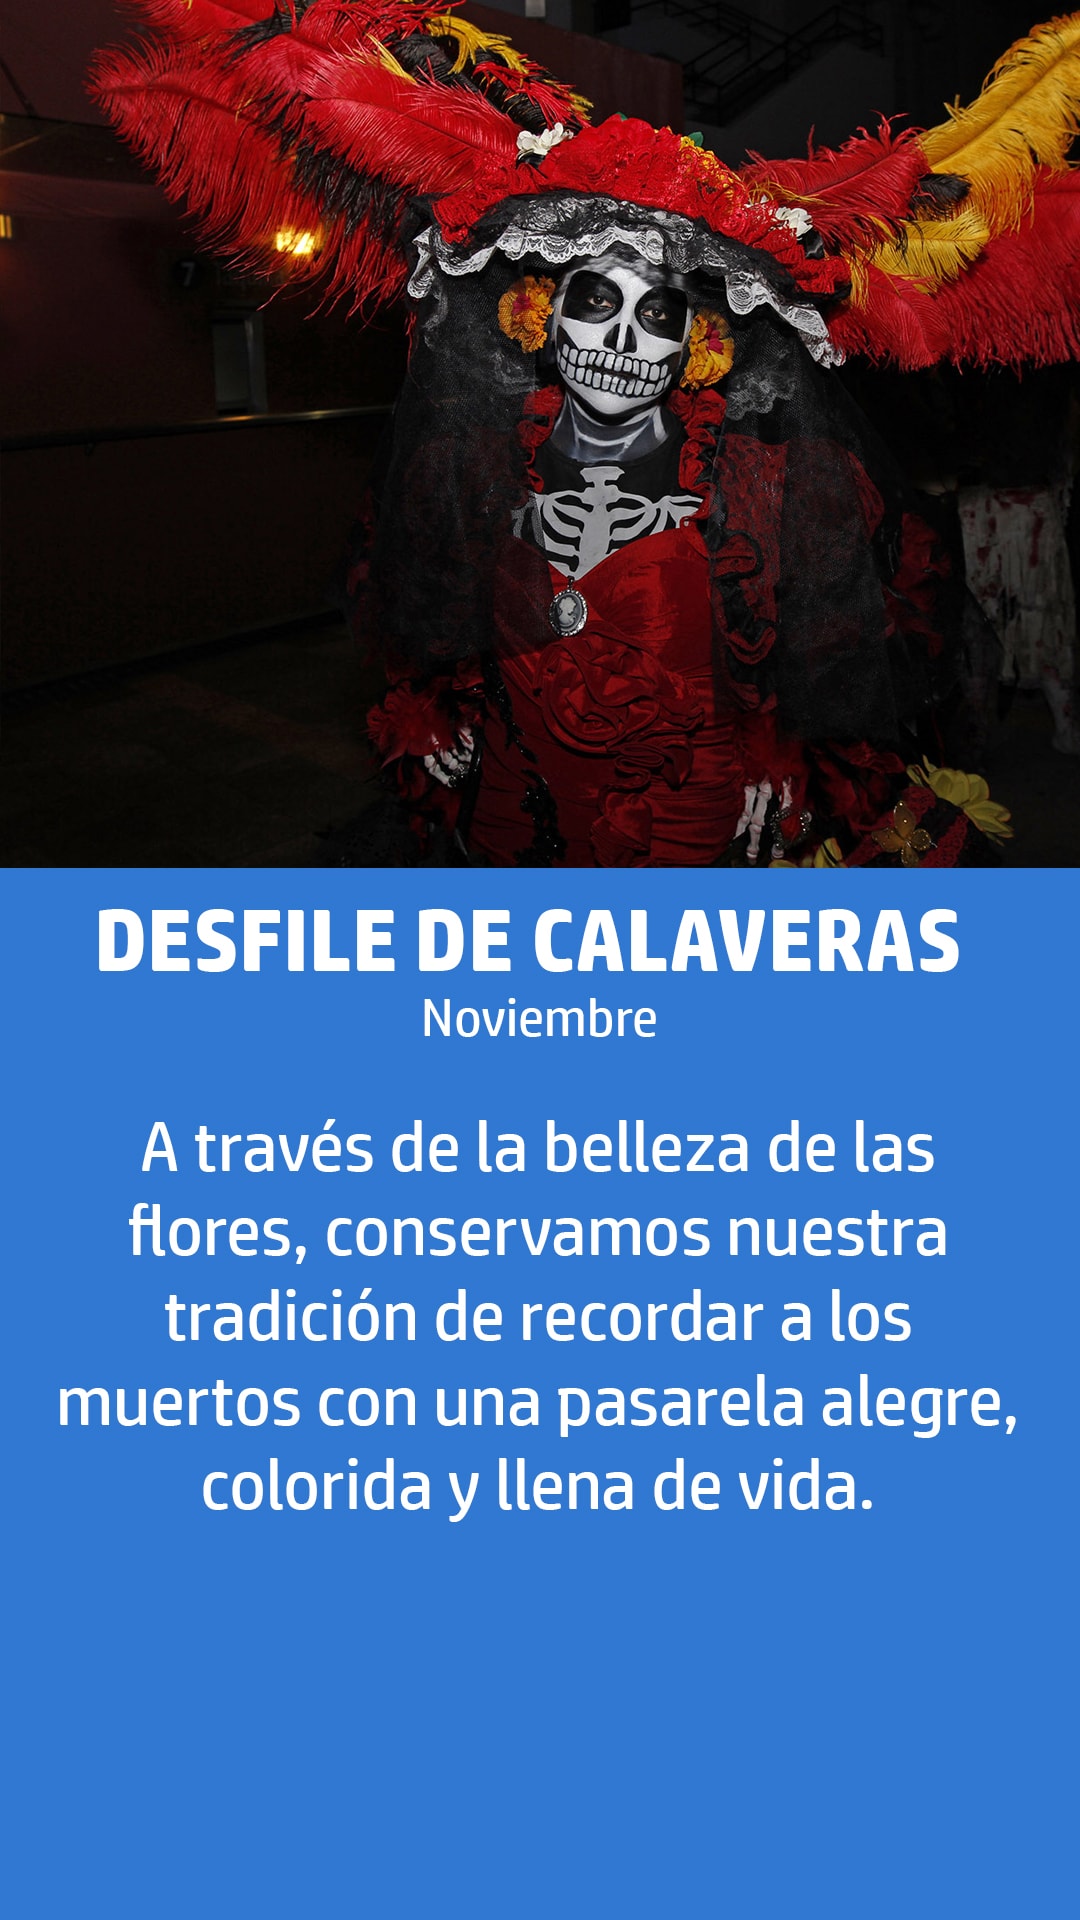 7
DESFILE DE CALAVERAS
Noviembre
A través de la belleza de las
flores, conservamos nuestra
tradición de recordar a los
muertos con una pasarela alegre,
colorida y llena de vida.